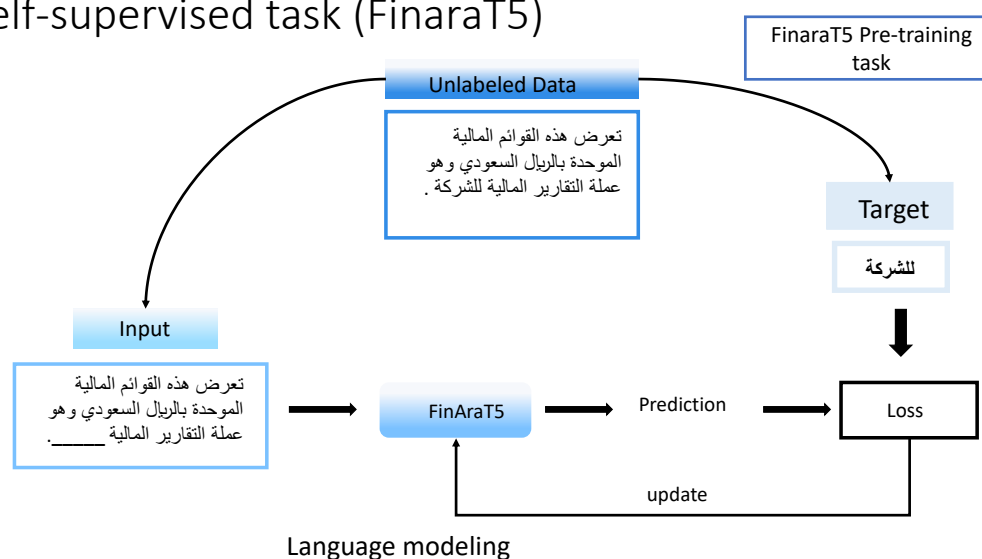 elf-supervised task (FinaraT5)
FinaraT5 Pre-training
task
Unlabeled Data
تعرض هذه القوائم المالية
الموحدة بالريال السعودي وهو
عملة التقارير المالية للشركة .
Target
للشركة
Input
تعرض هذه القوائم المالية
الموحدة بالريال السعودي وهو
عملة التقارير المالية _____.
FinAraT5
Prediction
Loss
update
Language modeling